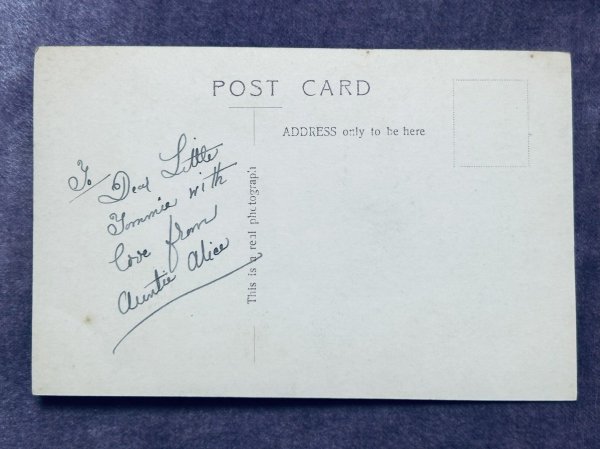 POST CARD
ADDRESS only to be here
This is a real photograph
To
Dear Little
Tommie with
love from
Auntie Alice